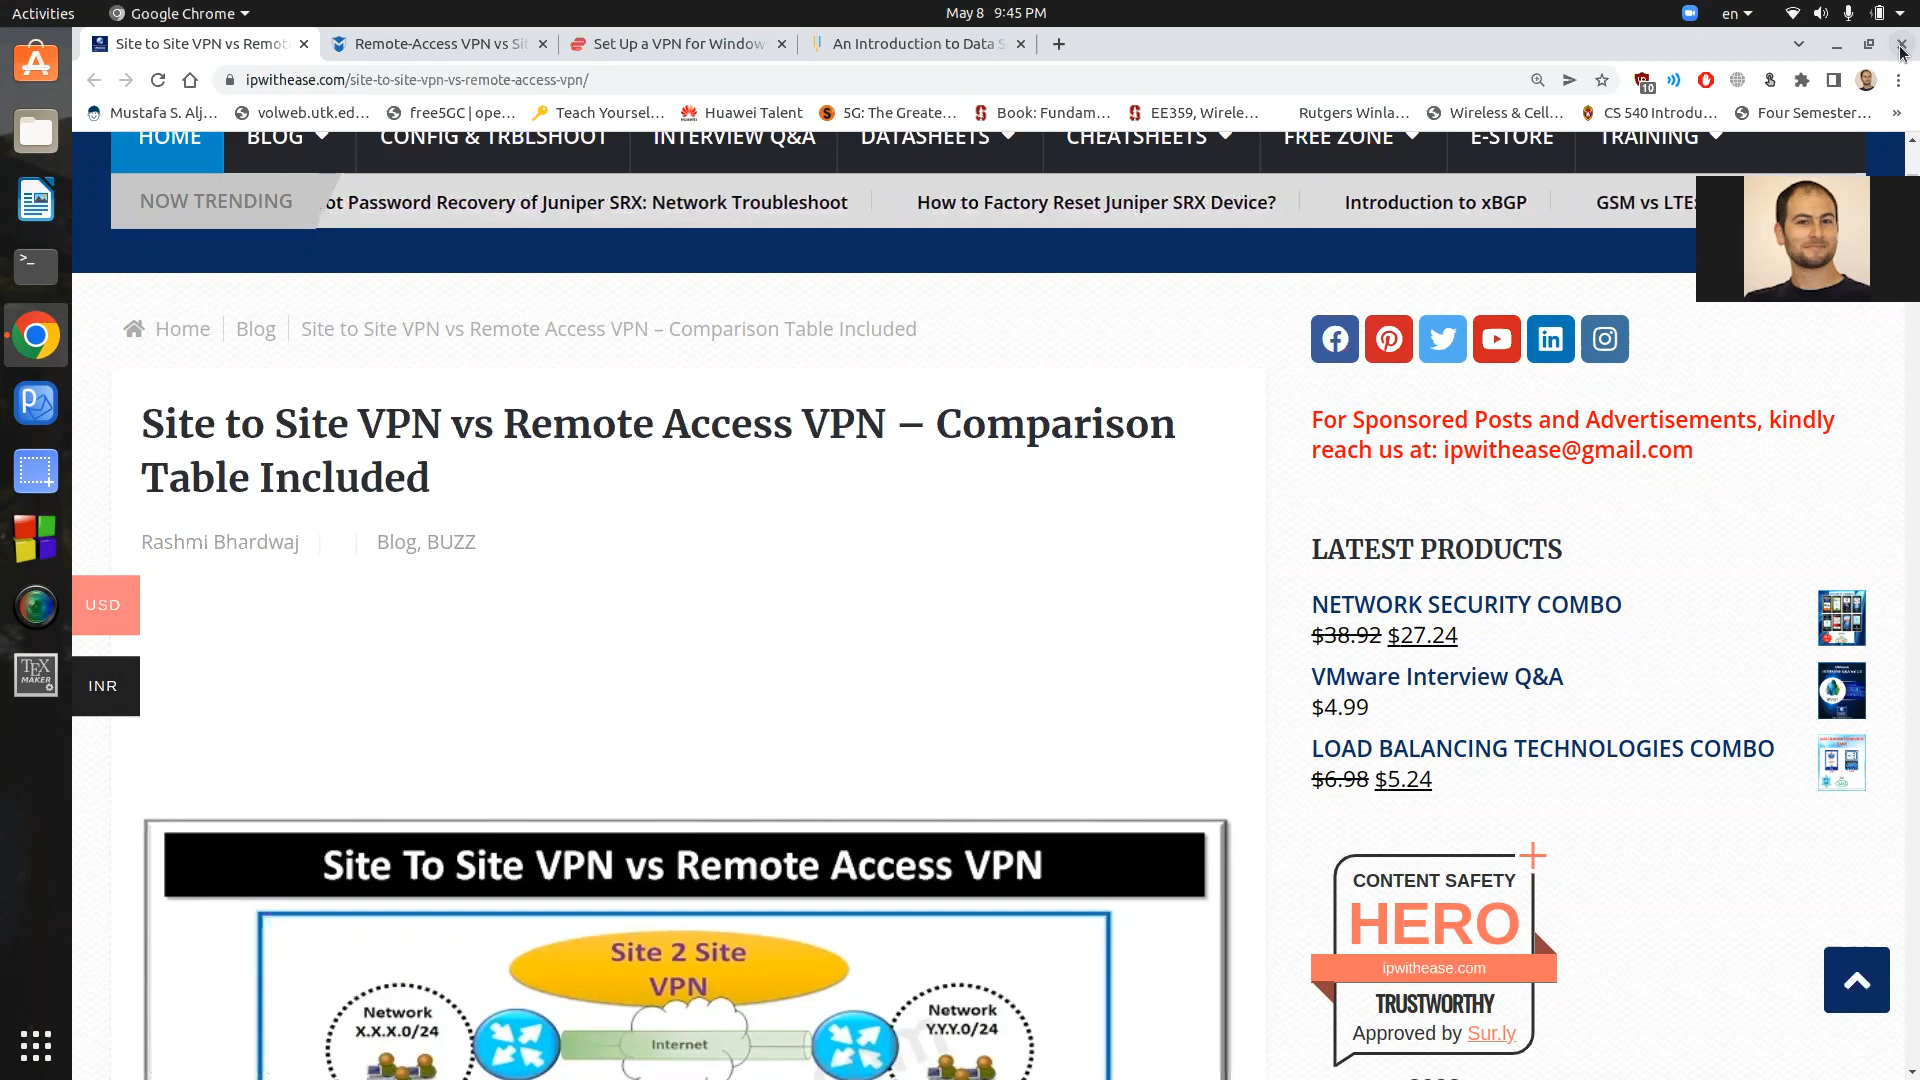 Activities
Google Chrome
May 8 9:45 PM
en
Site to Site VPN vs Remot
Remote-Access VPN vs Sit
Set Up a VPN for Window
An Introduction to Data S
ipwithease.com/site-to-site-vpn-vs-remote-access-vpn/
10
Mustafa S. Alj...
volweb.utk.ed...
free5GC | ope...
Teach Yoursel...
Huawei Talent
5G: The Greate...
Book: Fundam...
EE359, Wirele...
Rutgers Winla...
Wireless & Cell...
CS 540 Introdu...
Four Semester...
HOME
BLOG
CONFIG & TRBLSHOOT
INTERVIEW Q&A
DATASHEETS
CHEATSHEETS
FREE ZONE
E-STORE
TRAINING
NOW TRENDING
ot Password Recovery of Juniper SRX: Network Troubleshoot
How to Factory Reset Juniper SRX Device?
Introduction to xBGP
GSM vs LTE:
Home
Blog
Site to Site VPN vs Remote Access VPN – Comparison Table Included
Site to Site VPN vs Remote Access VPN – Comparison
Table Included
Rashmi Bhardwaj
Blog, BUZZ
USD
INR
Site To Site VPN vs Remote Access VPN
Site 2 Site
VPN
Network
X.X.X.0/24
Internet
Network
Y.Y.Y.0/24
For Sponsored Posts and Advertisements, kindly
reach us at: ipwithease@gmail.com
LATEST PRODUCTS
NETWORK SECURITY COMBO
$38.92 $27.24
VMware Interview Q&A
$4.99
LOAD BALANCING TECHNOLOGIES COMBO
$6.98 $5.24
CONTENT SAFETY
HERO
ipwithease.com
TRUSTWORTHY
Approved by Sur.ly
TEX
MAKER